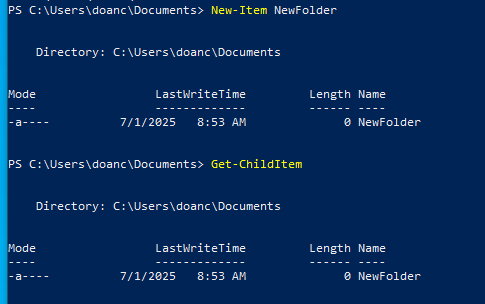 PS C:\Users\doanc\Documents> New-Item NewFolder
Directory: C:\Users\doanc\Documents
Mode LastWriteTime Length Name
---- ------------- ------ ----
-a---- 7/1/2025 8:53 AM 0 NewFolder
PS C:\Users\doanc\Documents> Get-ChildItem
Directory: C:\Users\doanc\Documents
Mode LastWriteTime Length Name
---- ------------- ------ ----
-a---- 7/1/2025 8:53 AM 0 NewFolder